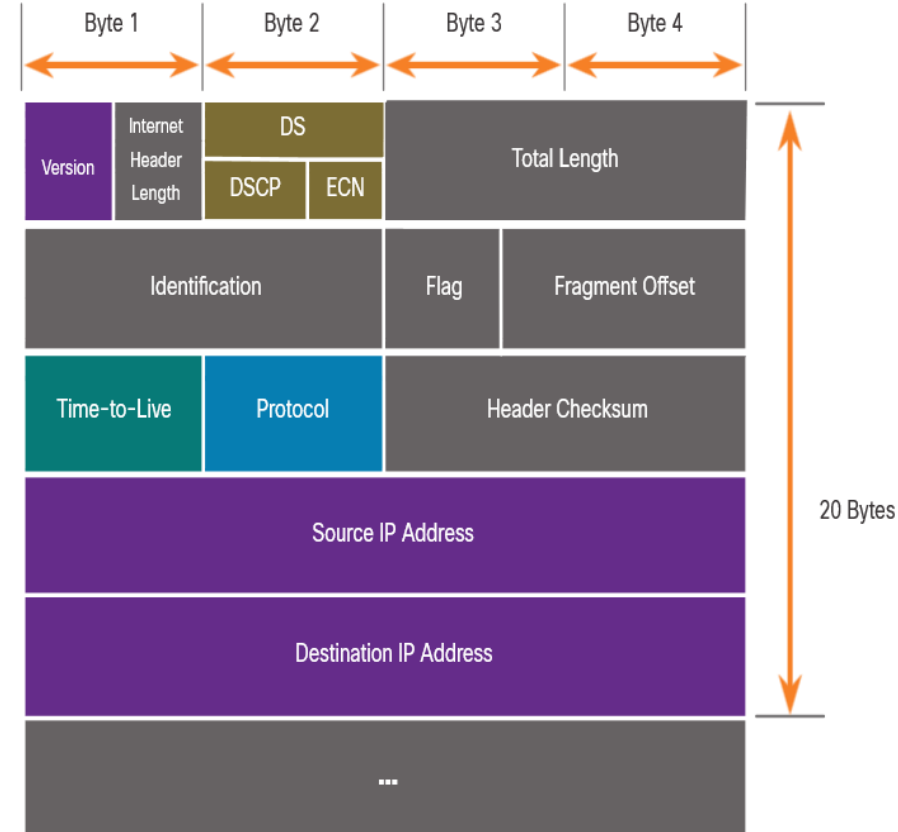 Byte 1
Byte 2
Byte 3
Byte 4
Version
Internet
Header
Length
DS
DSCP
ECN
Total Length
Identification
Flag
Fragment Offset
Time-to-Live
Protocol
Header Checksum
Source IP Address
20 Bytes
Destination IP Address
...